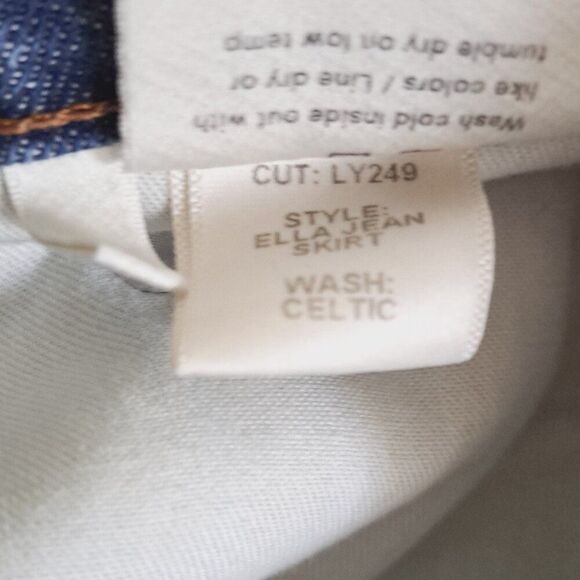 Wash cold inside out with
like colors / Line dry or
tumble dry on low temp
CUT: LY249
STYLE:
ELLA JEAN
SKIRT
WASH:
CELTIC